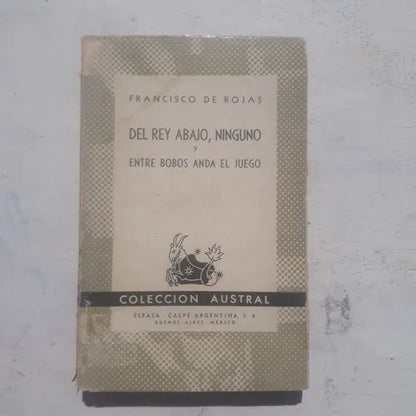 FRANCISCO DE ROJAS
DEL REY ABAJO, NINGUNO
Y
ENTRE BOBOS ANDA EL JUEGO
COLECCION AUSTRAL
ESPASA - CALPE ARGENTINA, S. A.
BUENOS AIRES - MEXICO